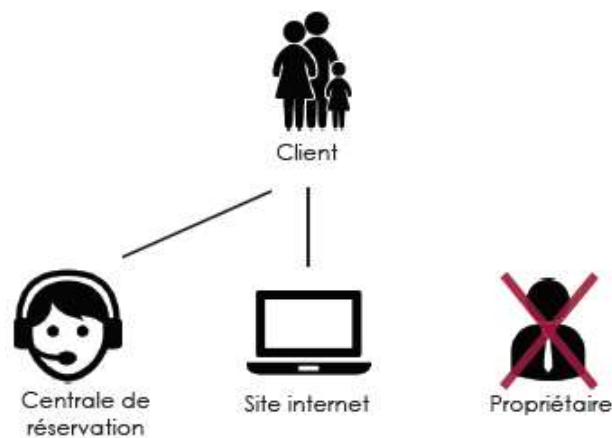 Client
Centrale de
réservation
Site internet
Propriétaire